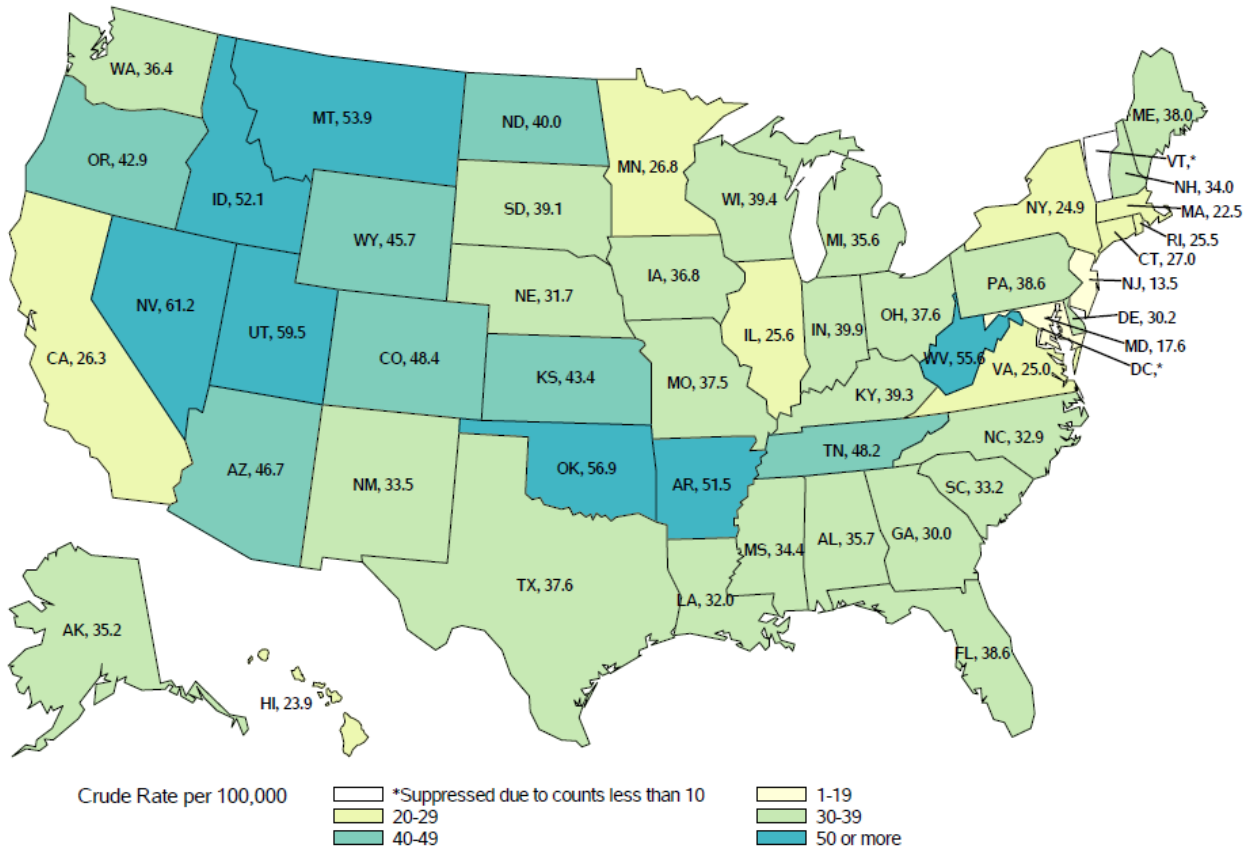 WA, 36.4
MT, 53.9
ND, 40.0
ME, 38.0
OR, 42.9
MN, 26.8
VT,*
ID, 52.1
WI, 39.4
NH, 34.0
SD, 39.1
NY, 24.9
MA, 22.5
WY, 45.7
MI, 35.6
RI, 25.5
CT, 27.0
IA, 36.8
PA, 38.6
NJ, 13.5
NE, 31.7
NV, 61.2
OH, 37.6
DE, 30.2
UT, 59.5
IL, 25.6
IN, 39.9
MD, 17.6
CA, 26.3
CO, 48.4
WV, 55.6
VA, 25.0
DC,*
KS, 43.4
MO, 37.5
KY, 39.3
NC, 32.9
TN, 48.2
AZ, 46.7
OK, 56.9
NM, 33.5
AR, 51.5
SC, 33.2
MS, 34.4
AL, 35.7
GA, 30.0
TX, 37.6
LA, 32.0
AK, 35.2
FL, 38.6
HI, 23.9
Crude Rate per 100,000
*Suppressed due to counts less than 10
1-19
20-29
30-39
40-49
50 or more